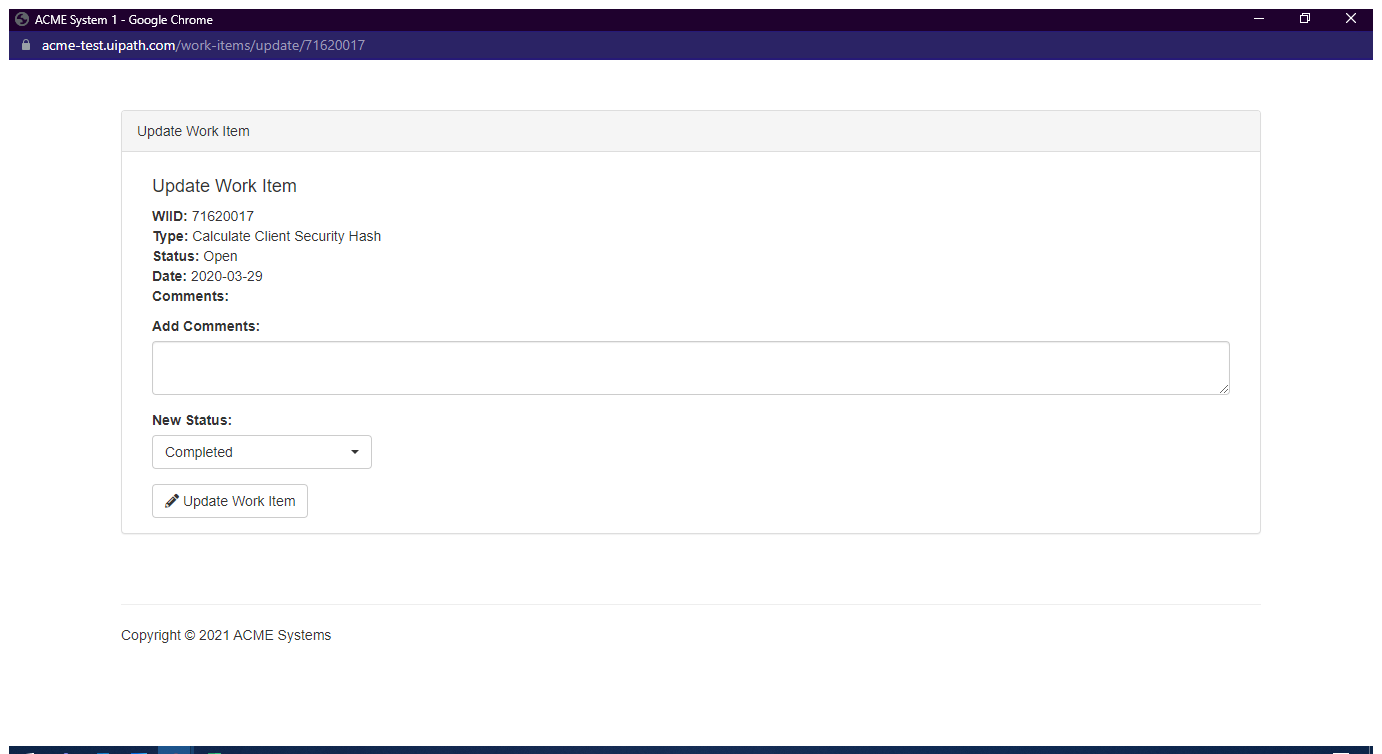 ACME System 1 - Google Chrome
acme-test.uipath.com/work-items/update/71620017
Update Work Item
Update Work Item
WIID: 71620017
Type: Calculate Client Security Hash
Status: Open
Date: 2020-03-29
Comments:
Add Comments:
New Status:
Completed
Update Work Item
Copyright © 2021 ACME Systems